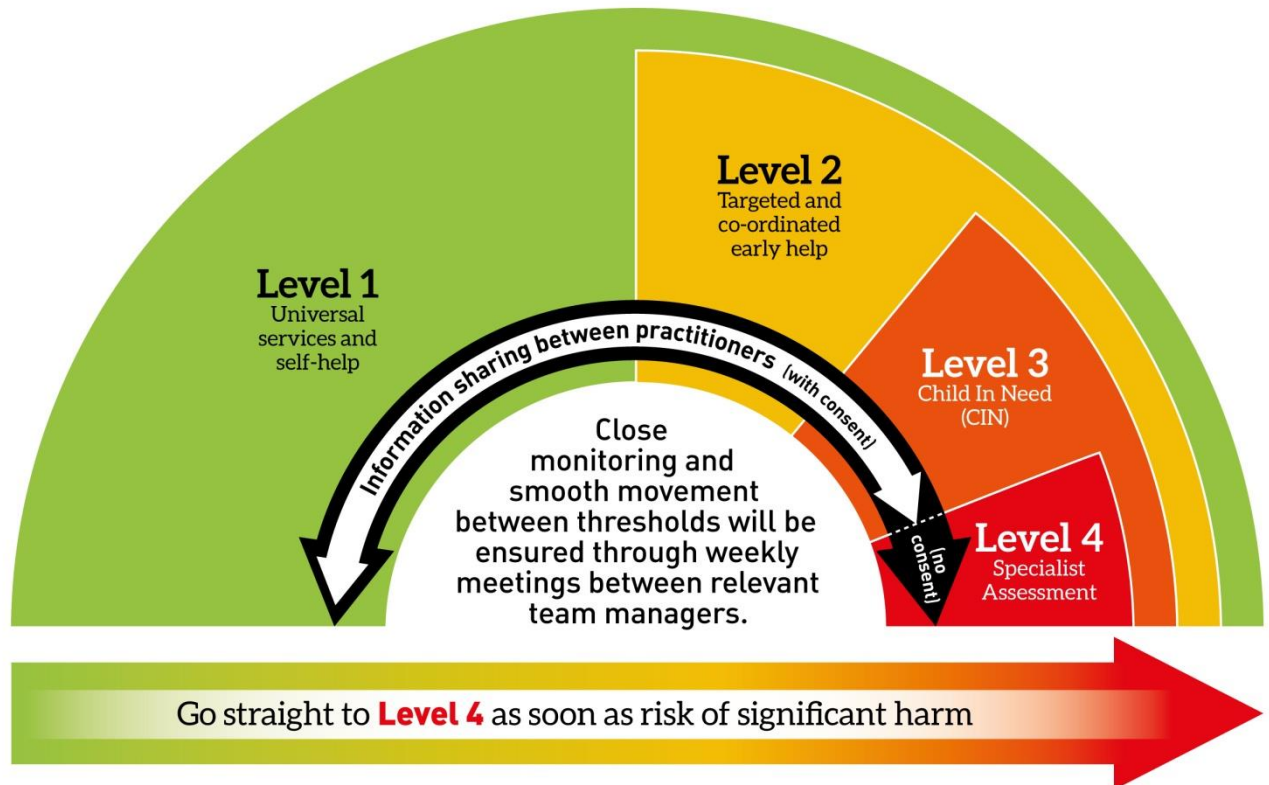 Level 1
Universal
services and
self-help
Level 2
Targeted and
co-ordinated
early help
Level 3
Child In Need
(CIN)
Level 4
Specialist
Assessment
Information sharing between practitioners (with consent)
(no
consent)
Close
monitoring and
smooth movement
between thresholds will be
ensured through weekly
meetings between relevant
team managers.
Go straight to Level 4 as soon as risk of significant harm